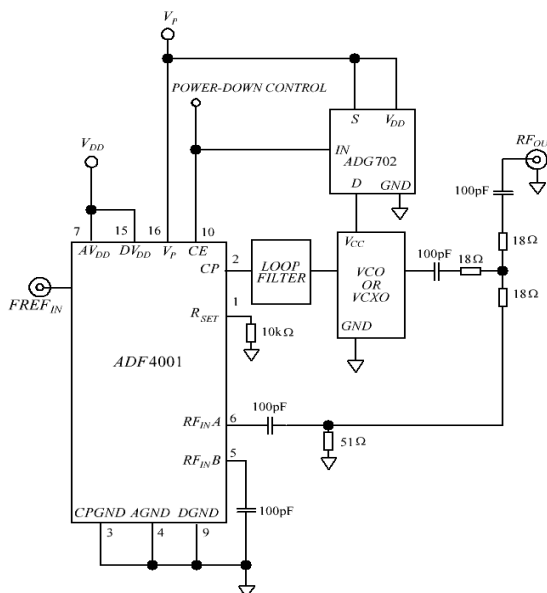 V_P
POWER-DOWN CONTROL
V_DD
S V_DD
IN
ADG702
D GND
RF_OU
100pF
18Ω
7 15 16 10
AV_DD DV_DD V_P CE
2
CP
LOOP
FILTER
V_CC
VCO
OR
VCXO
GND
100pF 18Ω
18Ω
FREF_IN
1
R_SET
10kΩ
ADF4001
RF_IN A
6
100pF
51Ω
RF_IN B
5
100pF
CPGND AGND DGND
3 4 9